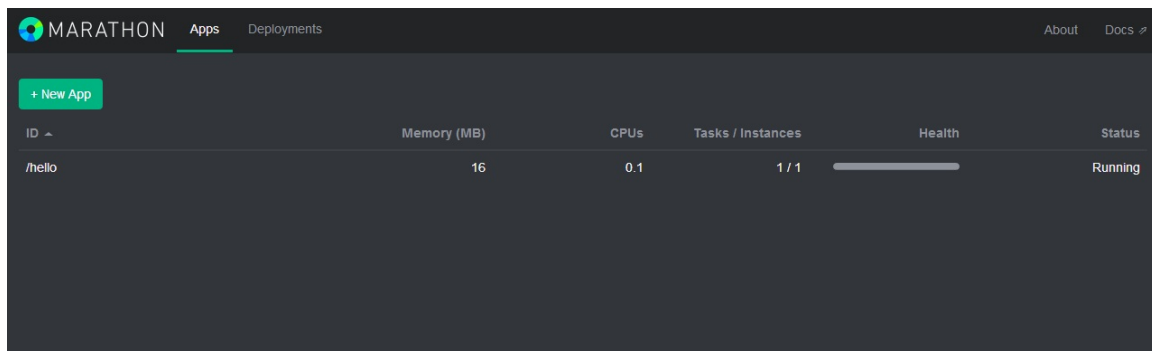 MARATHON Apps Deployments About Docs
+ New App
ID Memory (MB) CPUs Tasks / Instances Health Status
/hello 16 0.1 1 / 1 Running